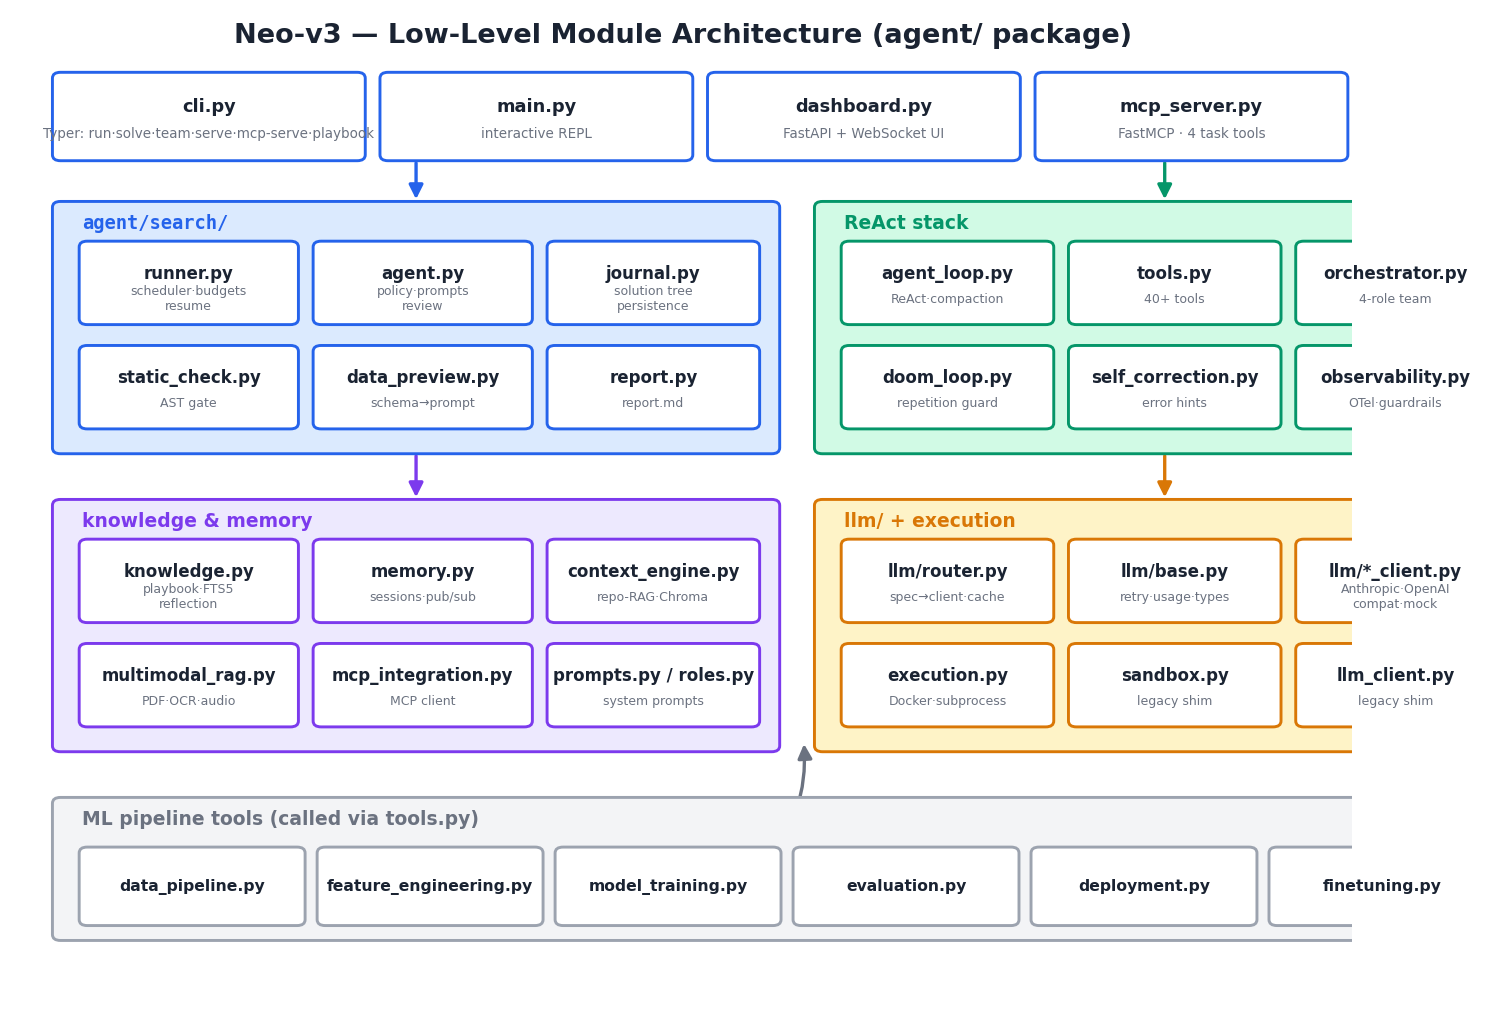 Neo-v3 — Low-Level Module Architecture (agent/ package)
cli.py
Typer: run·solve·team·serve·mcp-serve·playbook
main.py
interactive REPL
dashboard.py
FastAPI + WebSocket UI
mcp_server.py
FastMCP · 4 task tools
agent/search/
runner.py
scheduler·budgets
resume
agent.py
policy·prompts
review
journal.py
solution tree
persistence
static_check.py
AST gate
data_preview.py
schema→prompt
report.py
report.md
ReAct stack
agent_loop.py
ReAct·compaction
tools.py
40+ tools
orchestrator.py
4-role team
doom_loop.py
repetition guard
self_correction.py
error hints
observability.py
OTel·guardrails
knowledge & memory
knowledge.py
playbook·FTS5
reflection
memory.py
sessions·pub/sub
context_engine.py
repo-RAG·Chroma
multimodal_rag.py
PDF·OCR·audio
mcp_integration.py
MCP client
prompts.py / roles.py
system prompts
llm/ + execution
llm/router.py
spec→client·cache
llm/base.py
retry·usage·types
llm/*_client.py
Anthropic·OpenAI
compat·mock
execution.py
Docker·subprocess
sandbox.py
legacy shim
llm_client.py
legacy shim
ML pipeline tools (called via tools.py)
data_pipeline.py
feature_engineering.py
model_training.py
evaluation.py
deployment.py
finetuning.py